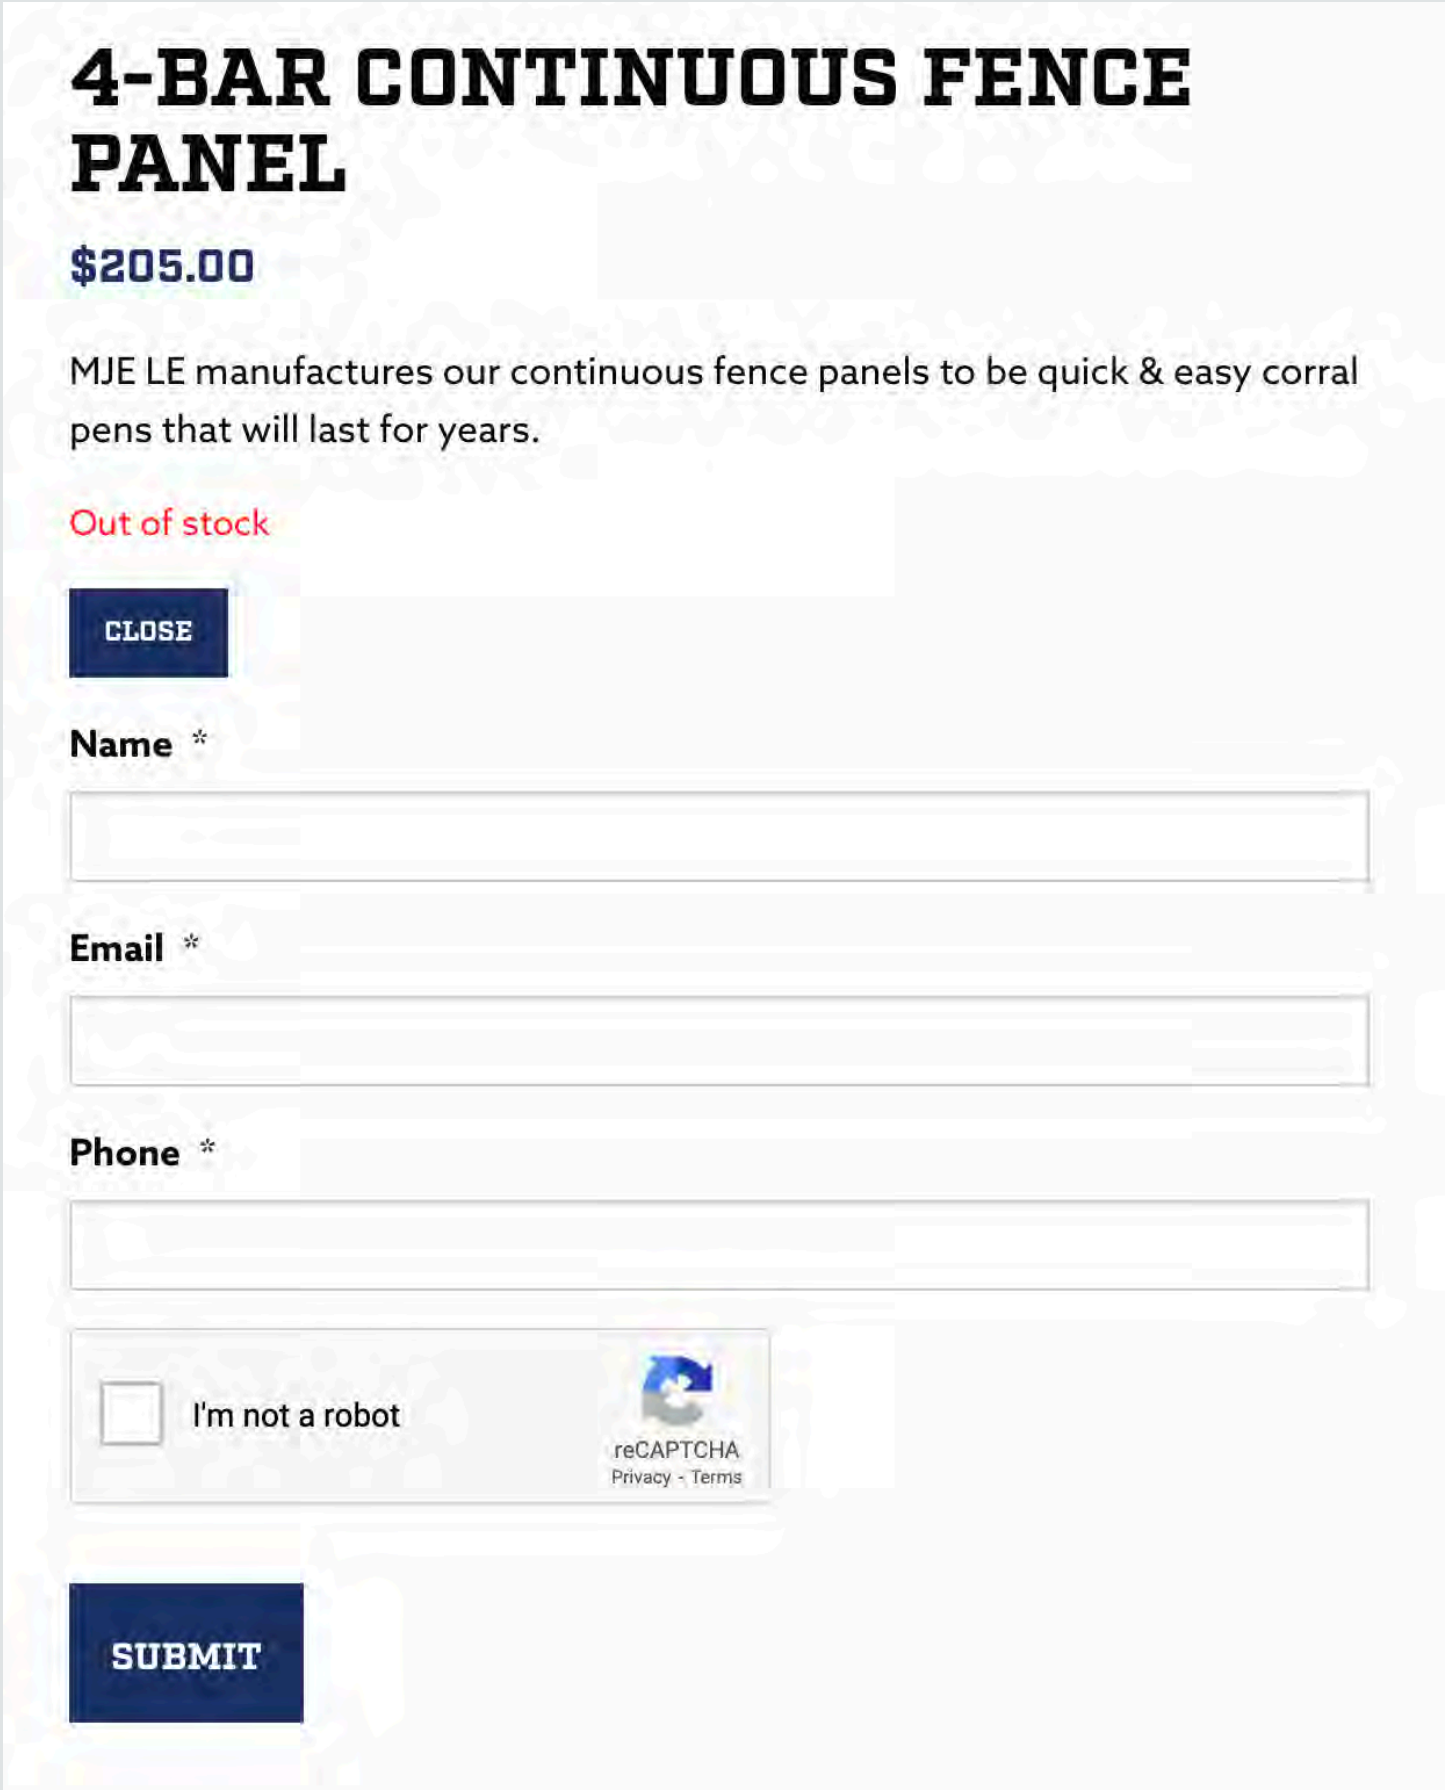 4-BAR CONTINUOUS FENCE
PANEL
$205.00
MJE LE manufactures our continuous fence panels to be quick & easy corral
pens that will last for years.
Out of stock
CLOSE
Name *
Email *
Phone *
I'm not a robot
reCAPTCHA
Privacy - Terms
SUBMIT